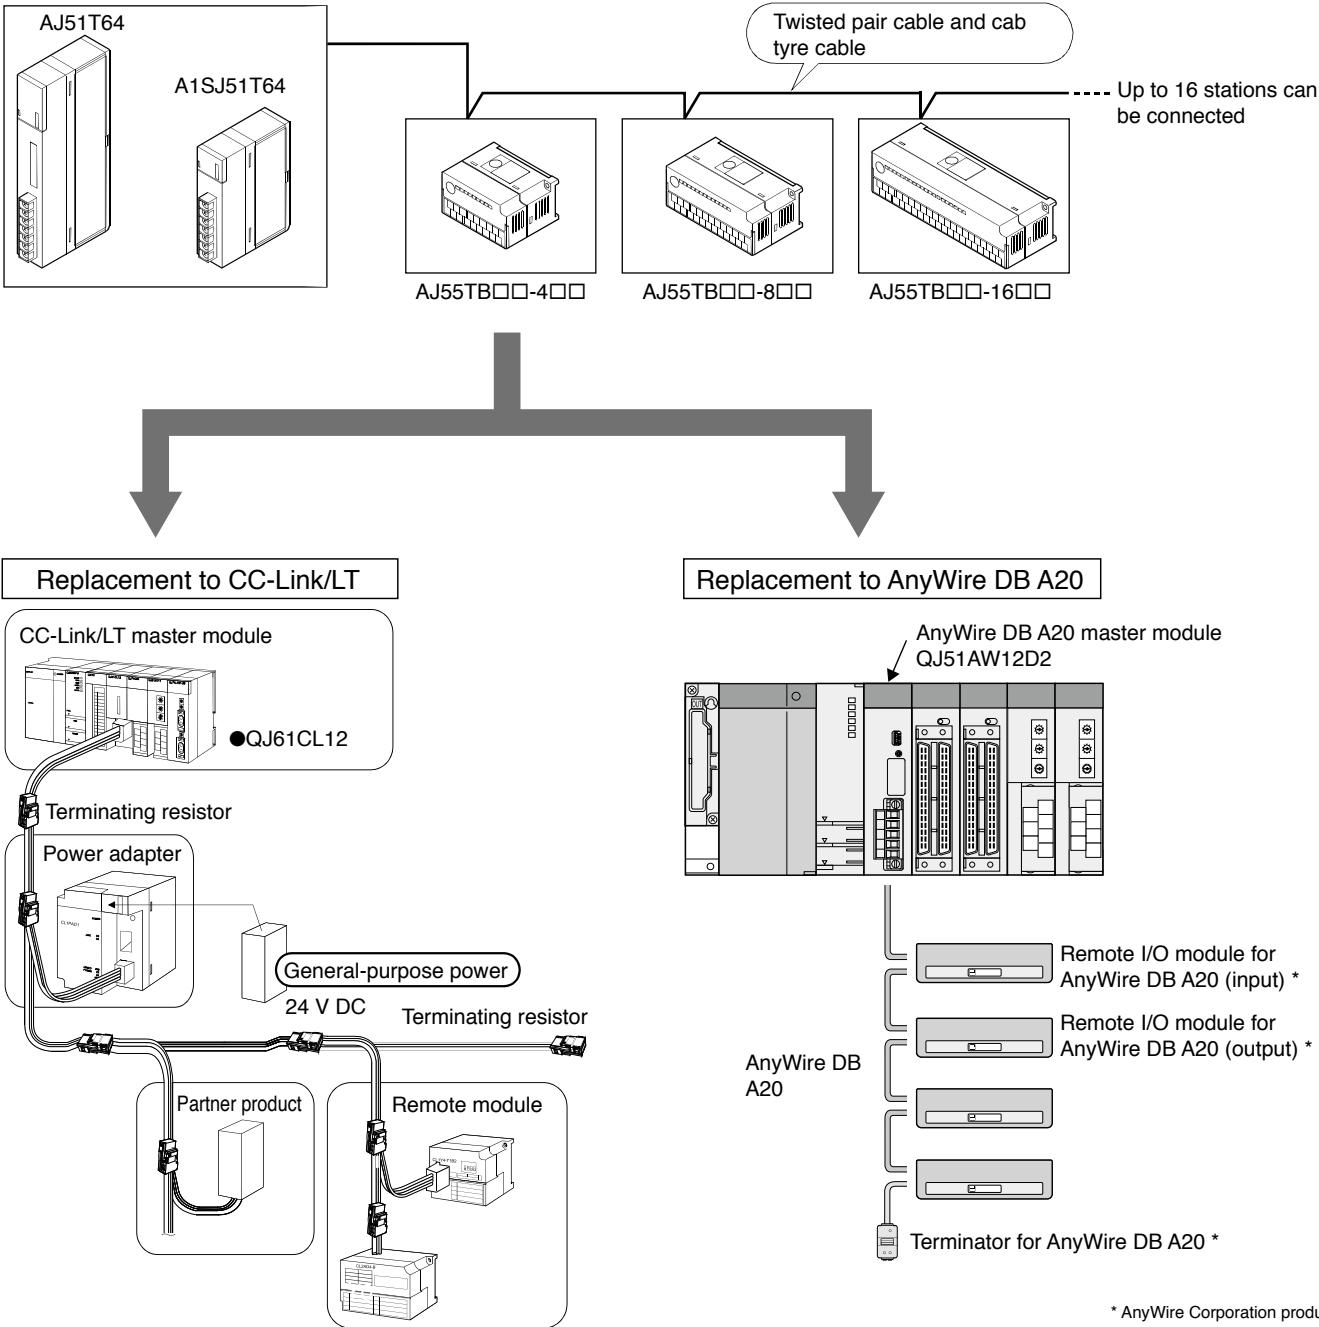 AJ51T64
A1SJ51T64
Twisted pair cable and cab
tyre cable
Up to 16 stations can
be connected
AJ55TB□□-4□□
AJ55TB□□-8□□
AJ55TB□□-16□□
Replacement to CC-Link/LT
Replacement to AnyWire DB A20
CC-Link/LT master module
●QJ61CL12
Terminating resistor
Power adapter
CL1PAD1
General-purpose power
24 V DC
Terminating resistor
Partner product
Remote module
AnyWire DB A20 master module
QJ51AW12D2
OUT
Remote I/O module for
AnyWire DB A20 (input) *
Remote I/O module for
AnyWire DB A20 (output) *
AnyWire DB
A20
Terminator for AnyWire DB A20 *
* AnyWire Corporation produ